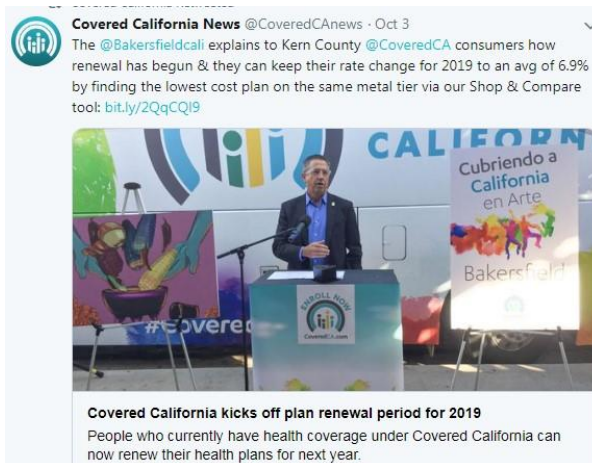 Covered California News @CoveredCAnews · Oct 3
The @Bakersfieldcali explains to Kern County @CoveredCA consumers how
renewal has begun & they can keep their rate change for 2019 to an avg of 6.9%
by finding the lowest cost plan on the same metal tier via our Shop & Compare
tool: bit.ly/2QqCQl9
CALIFORN
Cubriendo a
California
en Arte
Bakersfield
#Covered
ENROLL NOW
CoveredCA.com
Covered California kicks off plan renewal period for 2019
People who currently have health coverage under Covered California can
now renew their health plans for next year.